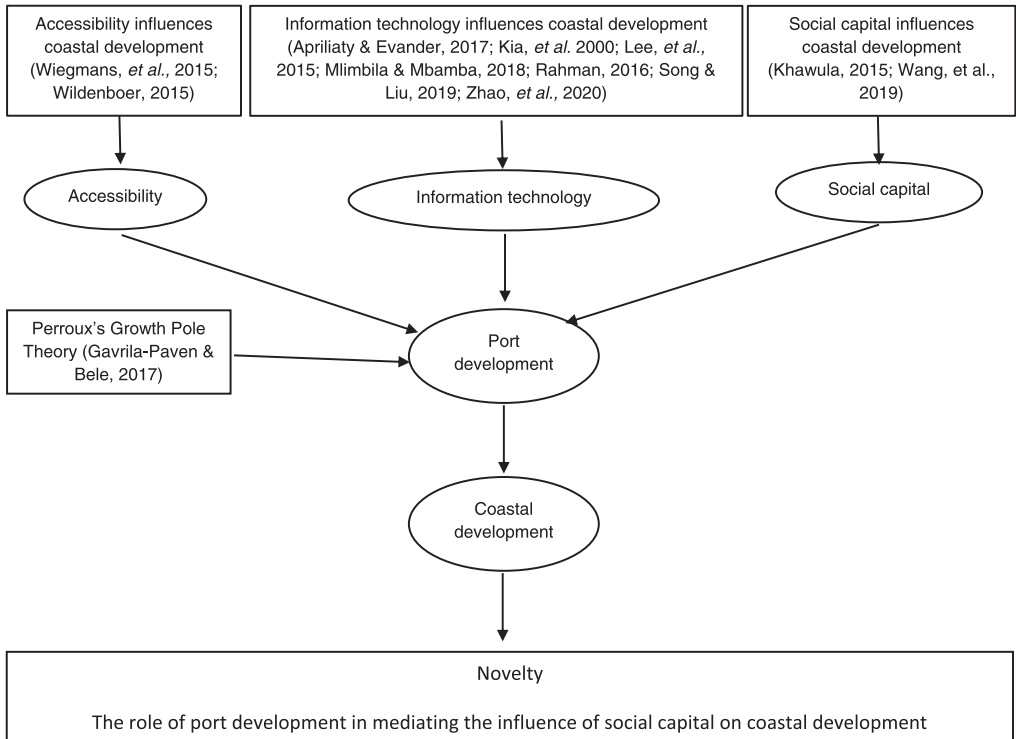 Accessibility influences
coastal development
(Wiegmans, et al., 2015;
Wildenboer, 2015)
Information technology influences coastal development
(Apriliaty & Evander, 2017; Kia, et al. 2000; Lee, et al.,
2015; Mlimbila & Mbamba, 2018; Rahman, 2016; Song &
Liu, 2019; Zhao, et al., 2020)
Social capital influences
coastal development
(Khawula, 2015; Wang, et al.,
2019)
Accessibility
Information technology
Social capital
Perroux’s Growth Pole
Theory (Gavrila-Paven &
Bele, 2017)
Port
development
Coastal
development
Novelty
The role of port development in mediating the influence of social capital on coastal development